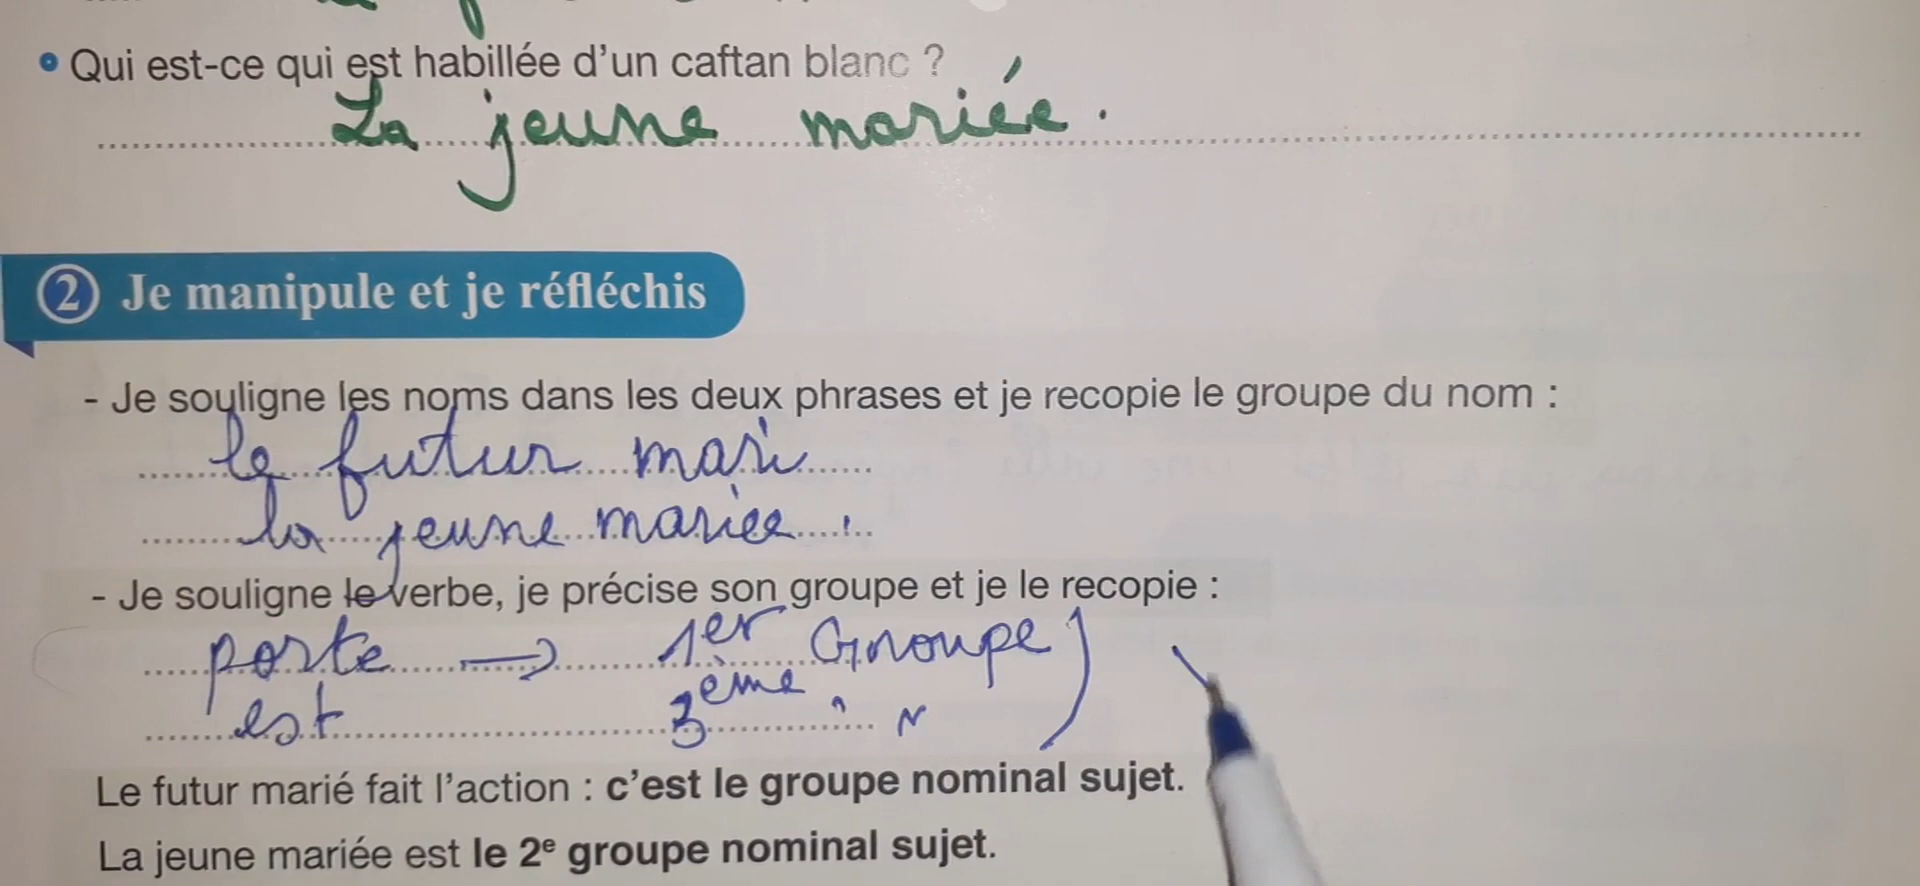 • Qui est-ce qui est habillée d'un caftan blanc ?
La jeune mariée.
② Je manipule et je réfléchis
- Je souligne les noms dans les deux phrases et je recopie le groupe du nom :
le futur mari
la jeune mariée.
- Je souligne le verbe, je précise son groupe et je le recopie :
porte → 1er Groupe
est 3ème
Le futur marié fait l'action : c'est le groupe nominal sujet.
La jeune mariée est le 2e groupe nominal sujet.